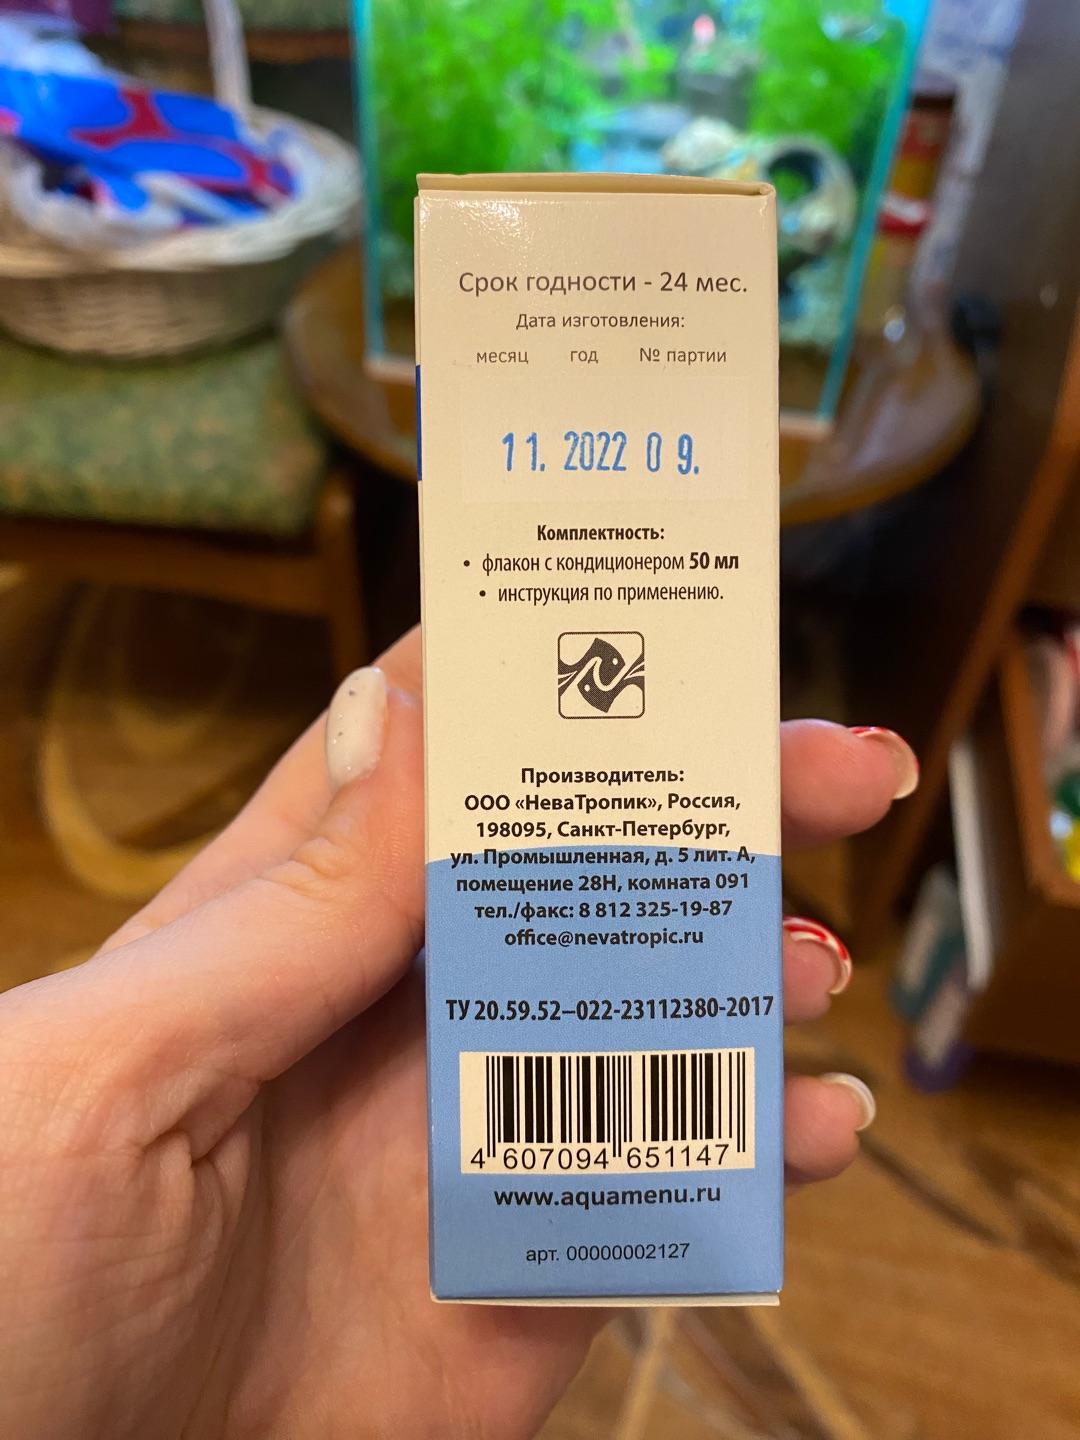 Срок годности - 24 мес.
Дата изготовления:
месяц год № партии
11. 2022 0 9.
Комплектность:
• флакон с кондиционером 50 мл
• инструкция по применению.
Производитель:
ООО «НеваТропик», Россия,
198095, Санкт-Петербург,
ул. Промышленная, д. 5 лит. А,
помещение 28Н, комната 091
тел./факс: 8 812 325-19-87
office@nevatropic.ru
ТУ 20.59.52–022-23112380-2017
4 607094 651147
www.aquamenu.ru
арт. 00000002127